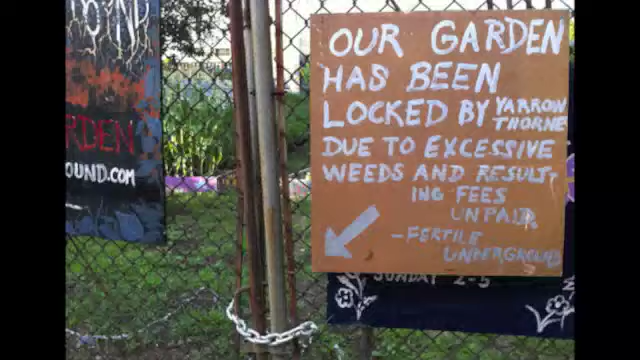 RDEN
OUND.COM
OUR GARDEN
HAS BEEN
LOCKED BY YARROW
THORNE
DUE TO EXCESSIVE
WEEDS AND RESULT-
ING FEES
UNPAID
-FERTILE
UNDERGROUND
SUNDAY 2-5